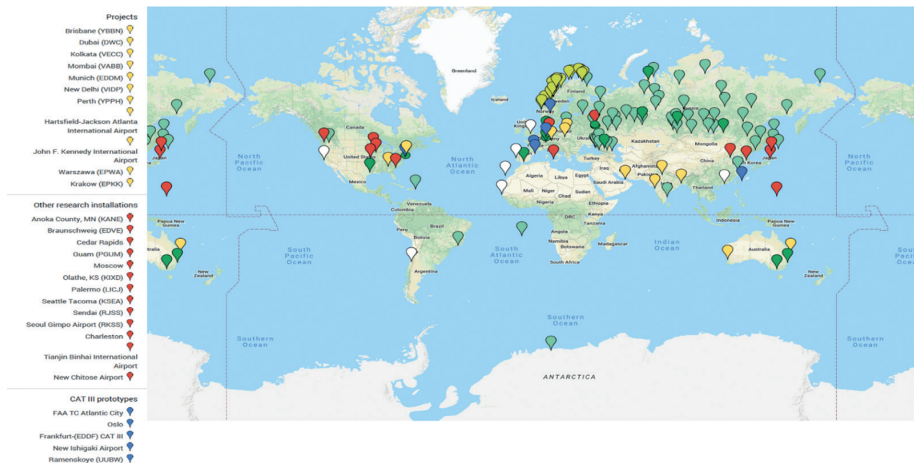 Projects
Brisbane (YBBN)
Dubai (DWC)
Kolkata (VECC)
Mombai (VABB)
Munich (EDDM)
New Delhi (VIDP)
Perth (YPPH)
Hartsfield-Jackson Atlanta
International Airport
John F. Kennedy International
Airport
Warszawa (EPWA)
Krakow (EPKK)
Other research installations
Anoka County, MN (KANE)
Braunschweig (EDVE)
Cedar Rapids
Guam (PGUM)
Moscow
Olathe, KS (KIXD)
Palermo (LICJ)
Seattle Tacoma (KSEA)
Sendai (RJSS)
Seoul Gimpo Airport (RKSS)
Charleston
Tianjin Binhai International
Airport
New Chitose Airport
CAT III prototypes
FAA TC Atlantic City
Oslo
Frankfurt-(EDDF) CAT III
New Ishigaki Airport
Ramenskoye (UUBW)
Greenland
Iceland
Finland
Norway
Canada
United States
Mexico
North
Pacific
Ocean
North
Atlantic
Ocean
Turkey
Kazakhstan
Mongolia
China
Japan
Afghanistan
Pakistan
Thailand
Algeria
Libya
Egypt
Saudi Arabia
Mali
Niger
Chad
Sudan
Ethiopia
DRC
Kenya
Tanzania
Angola
Namibia
Botswana
Madagascar
South Africa
Venezuela
Colombia
Peru
Brazil
Bolivia
Argentina
South
Pacific
Ocean
South
Atlantic
Ocean
Indian
Ocean
Indonesia
Papua New
Guinea
Australia
New
Zealand
Southern
Ocean
ANTARCTICA